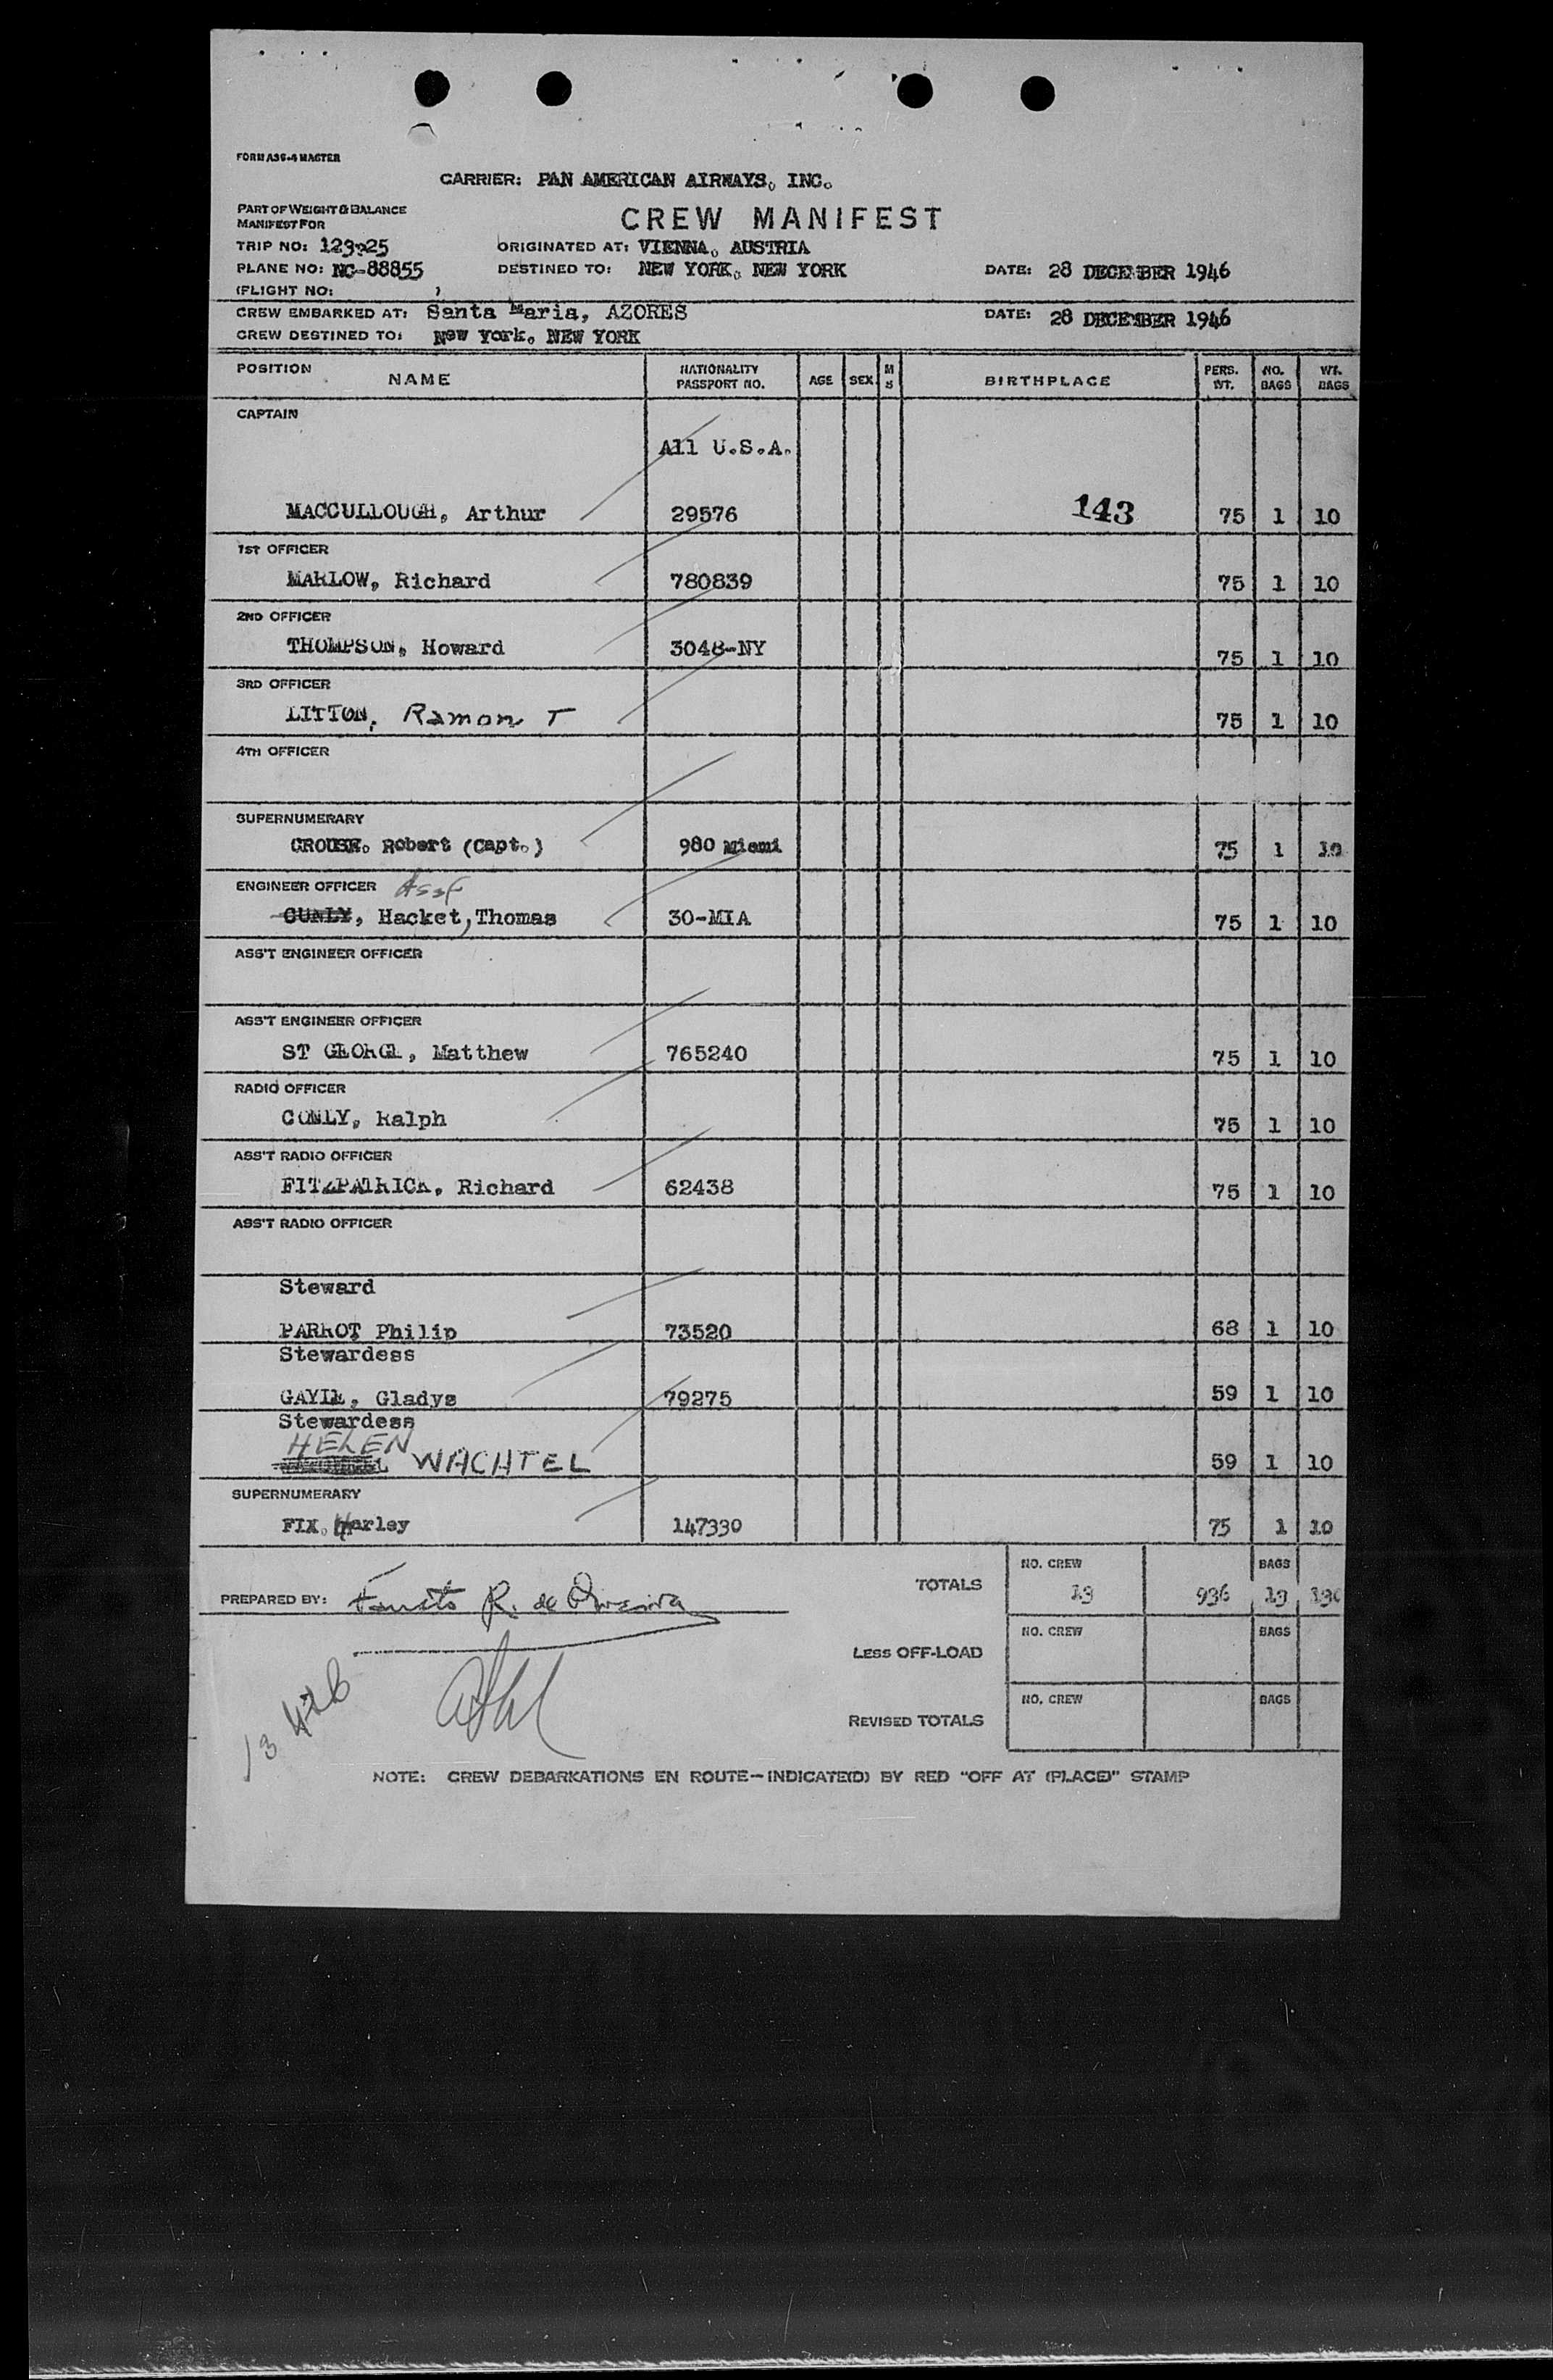 FORM A36-4 MASTER
CARRIER: PAN AMERICAN AIRWAYS, INC.
PART OF WEIGHT & BALANCE
MANIFEST FOR
CREW MANIFEST
TRIP NO: ORIGINATED AT: VIENNA, AUSTRIA
PLANE NO: NC-88855 DESTINED TO: NEW YORK, NEW YORK DATE: 28 DECEMBER 1946
(FLIGHT NO: )
CREW EMBARKED AT: Santa Maria, AZORES DATE: 28 DECEMBER 1946
CREW DESTINED TO: New York, NEW YORK
POSITION NAME NATIONALITY PASSPORT NO. AGE SEX M S BIRTHPLACE PERS. WT. NO. BAGS WT. BAGS
CAPTAIN
All U.S.A.
MACCULLOUGH, Arthur 29576 143 75 1 10
1ST OFFICER
MARLOW, Richard 780839 75 1 10
2ND OFFICER
THOMPSON, Howard 3048-NY 75 1 10
3RD OFFICER
LITTON, Ramon T 75 1 10
4TH OFFICER
SUPERNUMERARY
CROUSE, Robert (Capt.) 980 Miami 75 1 10
ENGINEER OFFICER Asst
CONLY, Hacket, Thomas 30-MIA 75 1 10
ASS'T ENGINEER OFFICER
ASS'T ENGINEER OFFICER
ST GEORGE, Matthew 765240 75 1 10
RADIO OFFICER
CONLY, Ralph 75 1 10
ASS'T RADIO OFFICER
FITZPATRICK, Richard 62438 75 1 10
ASS'T RADIO OFFICER
Steward
PARROT Philip 73520 68 1 10
Stewardess
GAYLE, Gladys 79275 59 1 10
Stewardess
HELEN
WACHTEL 59 1 10
SUPERNUMERARY
FIX, Harley 147330 75 1 10
TOTALS NO. CREW 13 936 BAGS 13 130
PREPARED BY: Fausto R. de Oliveira
LESS OFF-LOAD NO. CREW BAGS
REVISED TOTALS NO. CREW BAGS
NOTE: CREW DEBARKATIONS EN ROUTE—INDICATE(D) BY RED "OFF AT (PLACE)" STAMP